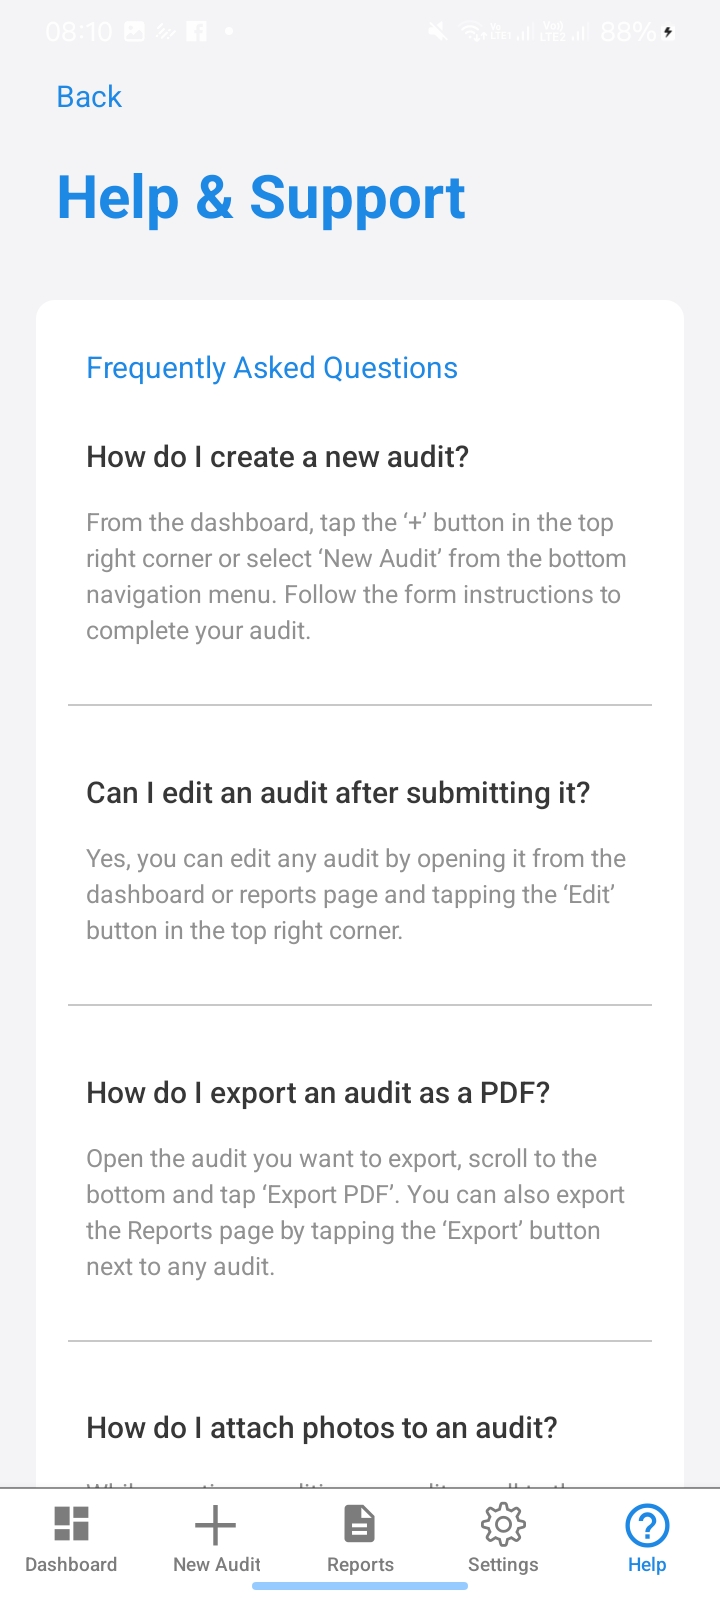 08:10
88%
Back
Help & Support
Frequently Asked Questions
How do I create a new audit?
From the dashboard, tap the ‘+’ button in the top
right corner or select ‘New Audit’ from the bottom
navigation menu. Follow the form instructions to
complete your audit.
Can I edit an audit after submitting it?
Yes, you can edit any audit by opening it from the
dashboard or reports page and tapping the ‘Edit’
button in the top right corner.
How do I export an audit as a PDF?
Open the audit you want to export, scroll to the
bottom and tap ‘Export PDF’. You can also export
the Reports page by tapping the ‘Export’ button
next to any audit.
How do I attach photos to an audit?
Dashboard
New Audit
Reports
Settings
Help